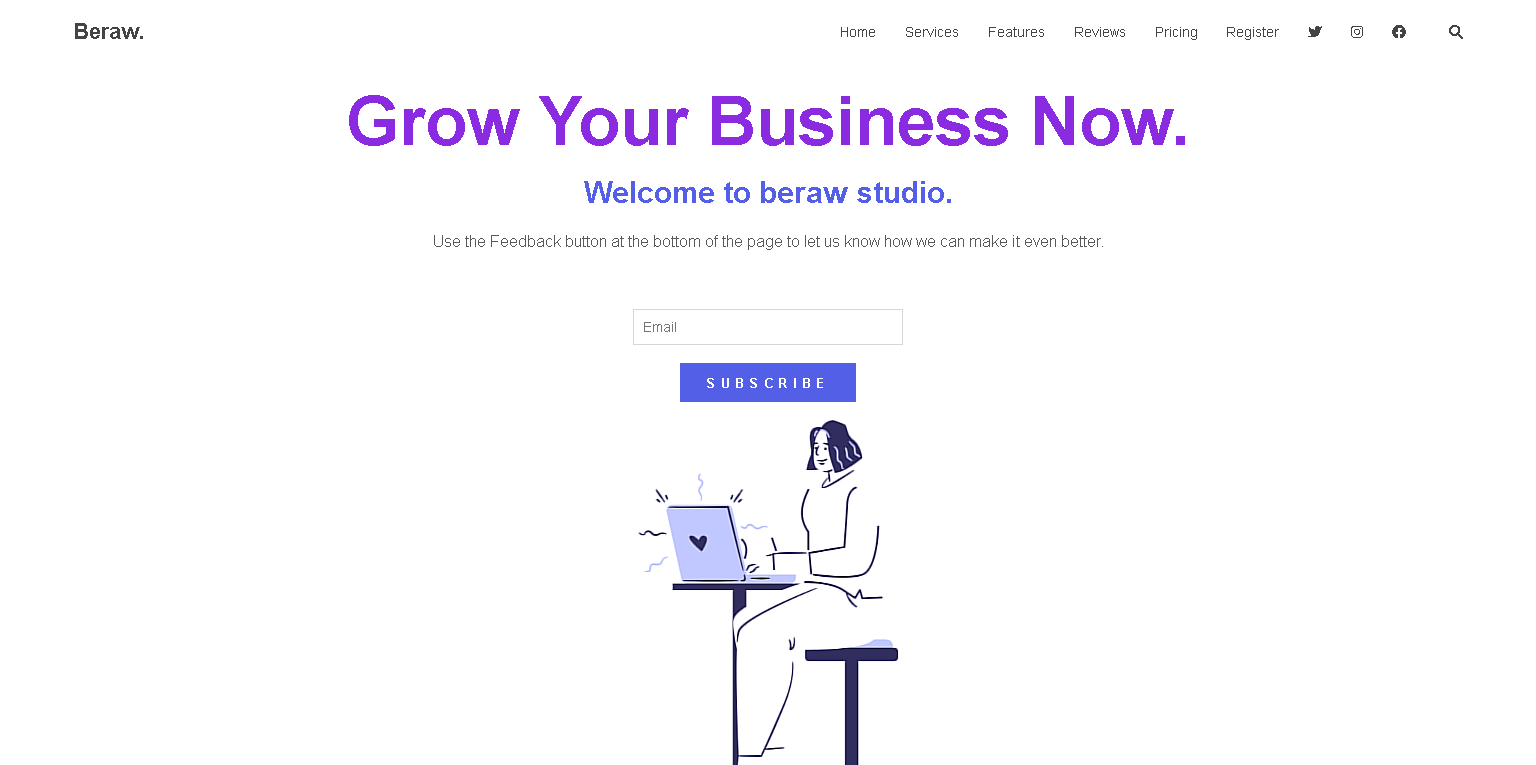 Beraw.
Home Services Features Reviews Pricing Register
Grow Your Business Now.
Welcome to beraw studio.
Use the Feedback button at the bottom of the page to let us know how we can make it even better.
Email
SUBSCRIBE